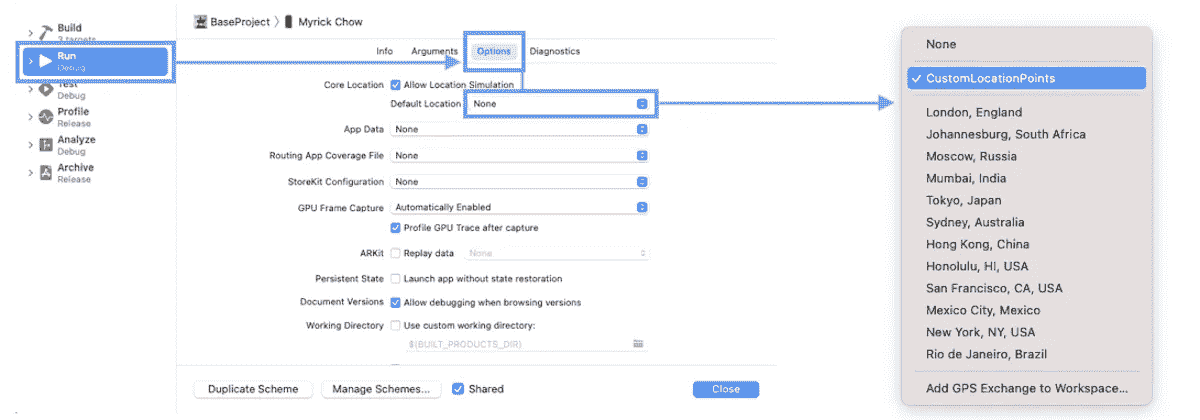 BaseProject 〉 Myrick Chow
Build
3 targets
Run
Debug
Test
Debug
Profile
Release
Analyze
Debug
Archive
Release
Info Arguments Options Diagnostics
Core Location Allow Location Simulation
Default Location None
App Data None
Routing App Coverage File None
StoreKit Configuration None
GPU Frame Capture Automatically Enabled
Profile GPU Trace after capture
ARKit Replay data None
Persistent State Launch app without state restoration
Document Versions Allow debugging when browsing versions
Working Directory Use custom working directory:
$(BUILT_PRODUCTS_DIR)
Duplicate Scheme Manage Schemes... Shared Close
None
CustomLocationPoints
London, England
Johannesburg, South Africa
Moscow, Russia
Mumbai, India
Tokyo, Japan
Sydney, Australia
Hong Kong, China
Honolulu, HI, USA
San Francisco, CA, USA
Mexico City, Mexico
New York, NY, USA
Rio de Janeiro, Brazil
Add GPS Exchange to Workspace...